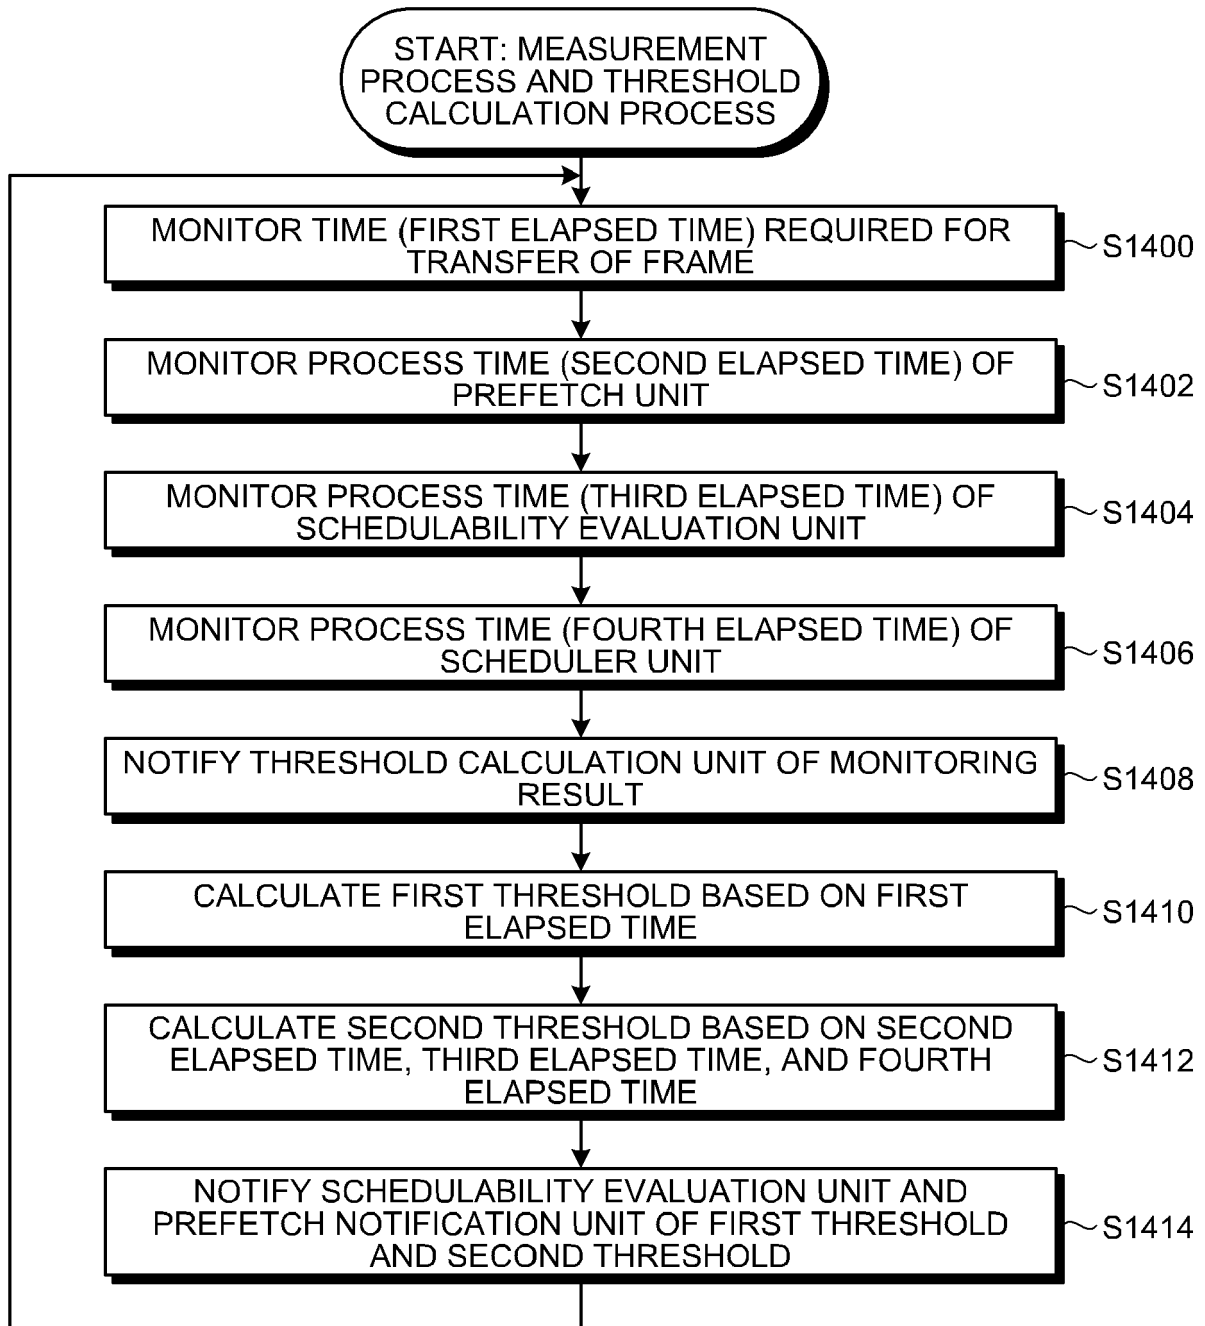 START: MEASUREMENT
PROCESS AND THRESHOLD
CALCULATION PROCESS
MONITOR TIME (FIRST ELAPSED TIME) REQUIRED FOR
TRANSFER OF FRAME
S1400
MONITOR PROCESS TIME (SECOND ELAPSED TIME) OF
PREFETCH UNIT
S1402
MONITOR PROCESS TIME (THIRD ELAPSED TIME) OF
SCHEDULABILITY EVALUATION UNIT
S1404
MONITOR PROCESS TIME (FOURTH ELAPSED TIME) OF
SCHEDULER UNIT
S1406
NOTIFY THRESHOLD CALCULATION UNIT OF MONITORING
RESULT
S1408
CALCULATE FIRST THRESHOLD BASED ON FIRST
ELAPSED TIME
S1410
CALCULATE SECOND THRESHOLD BASED ON SECOND
ELAPSED TIME, THIRD ELAPSED TIME, AND FOURTH
ELAPSED TIME
S1412
NOTIFY SCHEDULABILITY EVALUATION UNIT AND
PREFETCH NOTIFICATION UNIT OF FIRST THRESHOLD
AND SECOND THRESHOLD
S1414